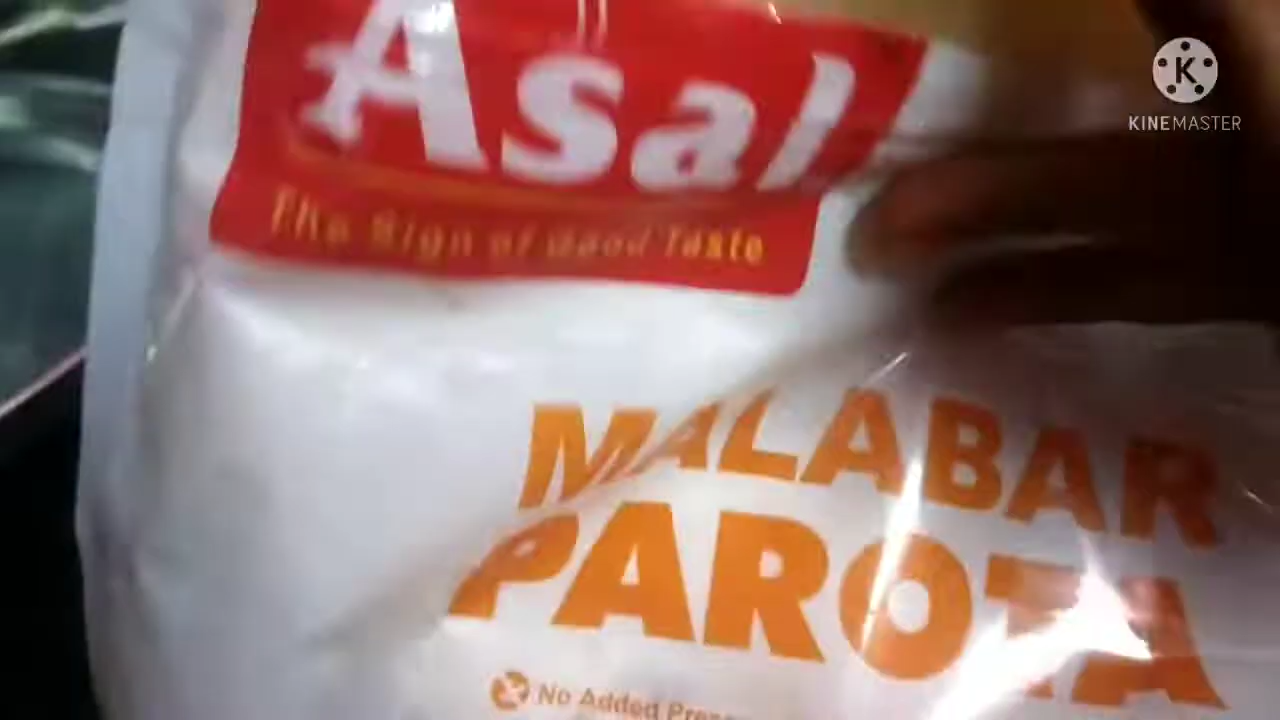 Asal
The Sign of Good Taste
K
KINEMASTER
MALABAR
PAROTA
No Added